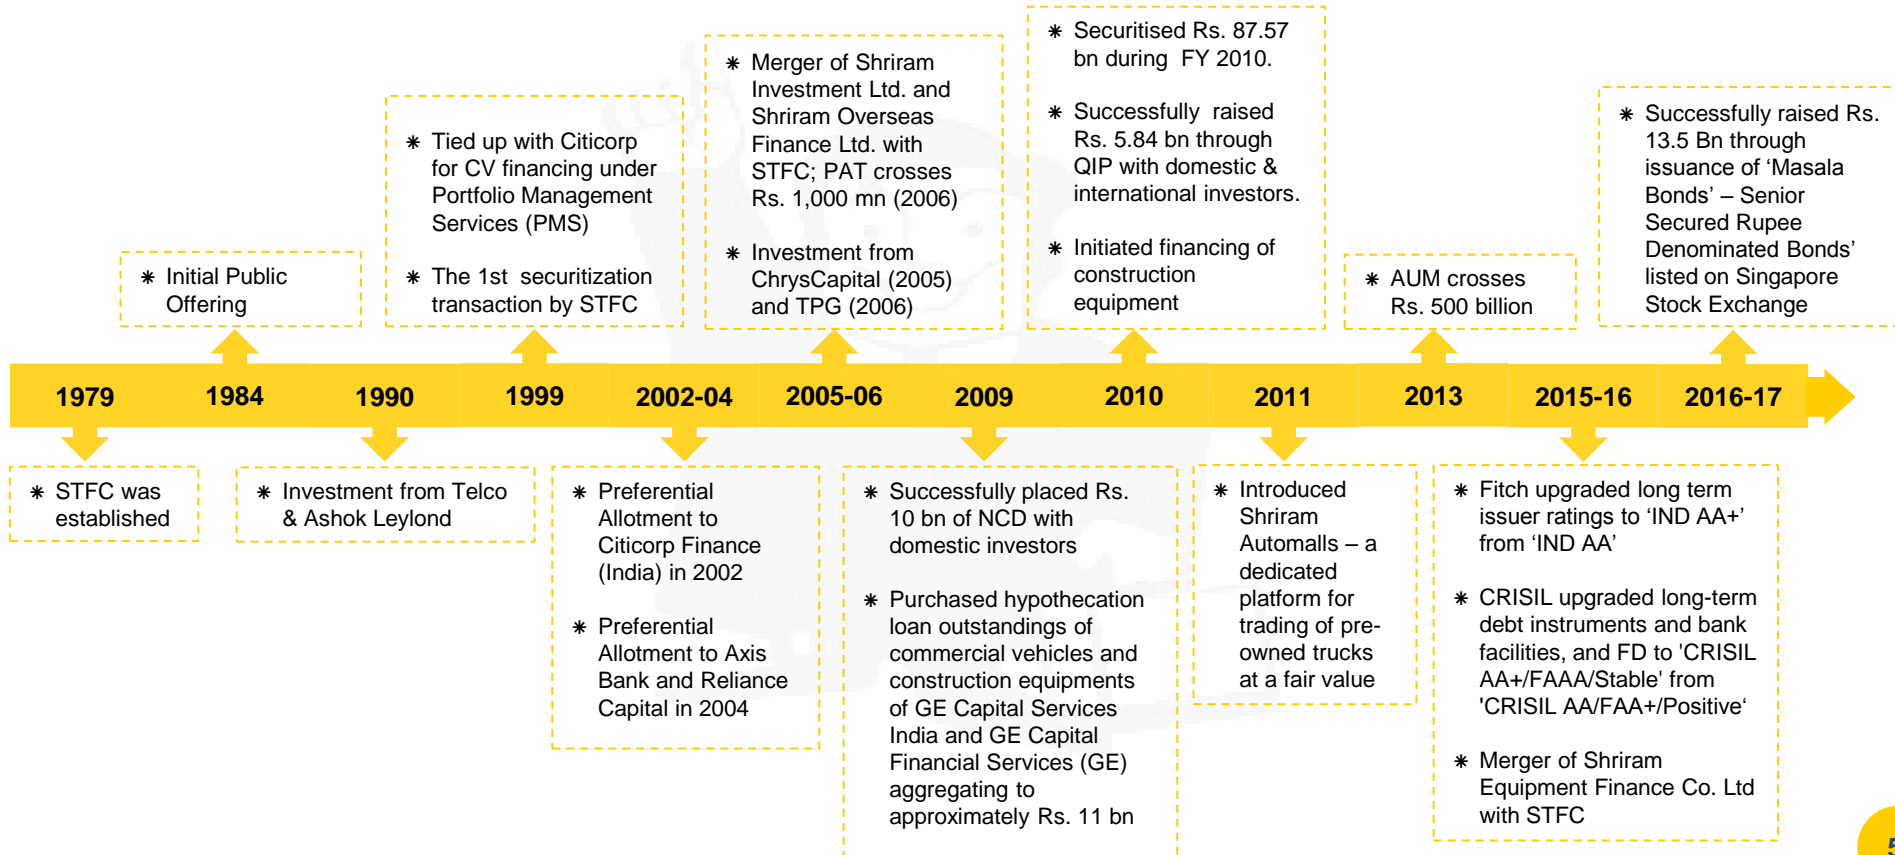 * Initial Public
Offering
* Tied up with Citicorp
for CV financing under
Portfolio Management
Services (PMS)
* The 1st securitization
transaction by STFC
* Merger of Shriram
Investment Ltd. and
Shriram Overseas
Finance Ltd. with
STFC; PAT crosses
Rs. 1,000 mn (2006)
* Investment from
ChrysCapital (2005)
and TPG (2006)
* Securitised Rs. 87.57
bn during FY 2010.
* Successfully raised
Rs. 5.84 bn through
QIP with domestic &
international investors.
* Initiated financing of
construction
equipment
* AUM crosses
Rs. 500 billion
* Successfully raised Rs.
13.5 Bn through
issuance of ‘Masala
Bonds’ – Senior
Secured Rupee
Denominated Bonds’
listed on Singapore
Stock Exchange
1979 1984 1990 1999 2002-04 2005-06 2009 2010 2011 2013 2015-16 2016-17
* STFC was
established
* Investment from Telco
& Ashok Leylond
* Preferential
Allotment to
Citicorp Finance
(India) in 2002
* Preferential
Allotment to Axis
Bank and Reliance
Capital in 2004
* Successfully placed Rs.
10 bn of NCD with
domestic investors
* Purchased hypothecation
loan outstandings of
commercial vehicles and
construction equipments
of GE Capital Services
India and GE Capital
Financial Services (GE)
aggregating to
approximately Rs. 11 bn
* Introduced
Shriram
Automalls – a
dedicated
platform for
trading of pre-
owned trucks
at a fair value
* Fitch upgraded long term
issuer ratings to ‘IND AA+’
from ‘IND AA’
* CRISIL upgraded long-term
debt instruments and bank
facilities, and FD to 'CRISIL
AA+/FAAA/Stable' from
'CRISIL AA/FAA+/Positive‘
* Merger of Shriram
Equipment Finance Co. Ltd
with STFC
5